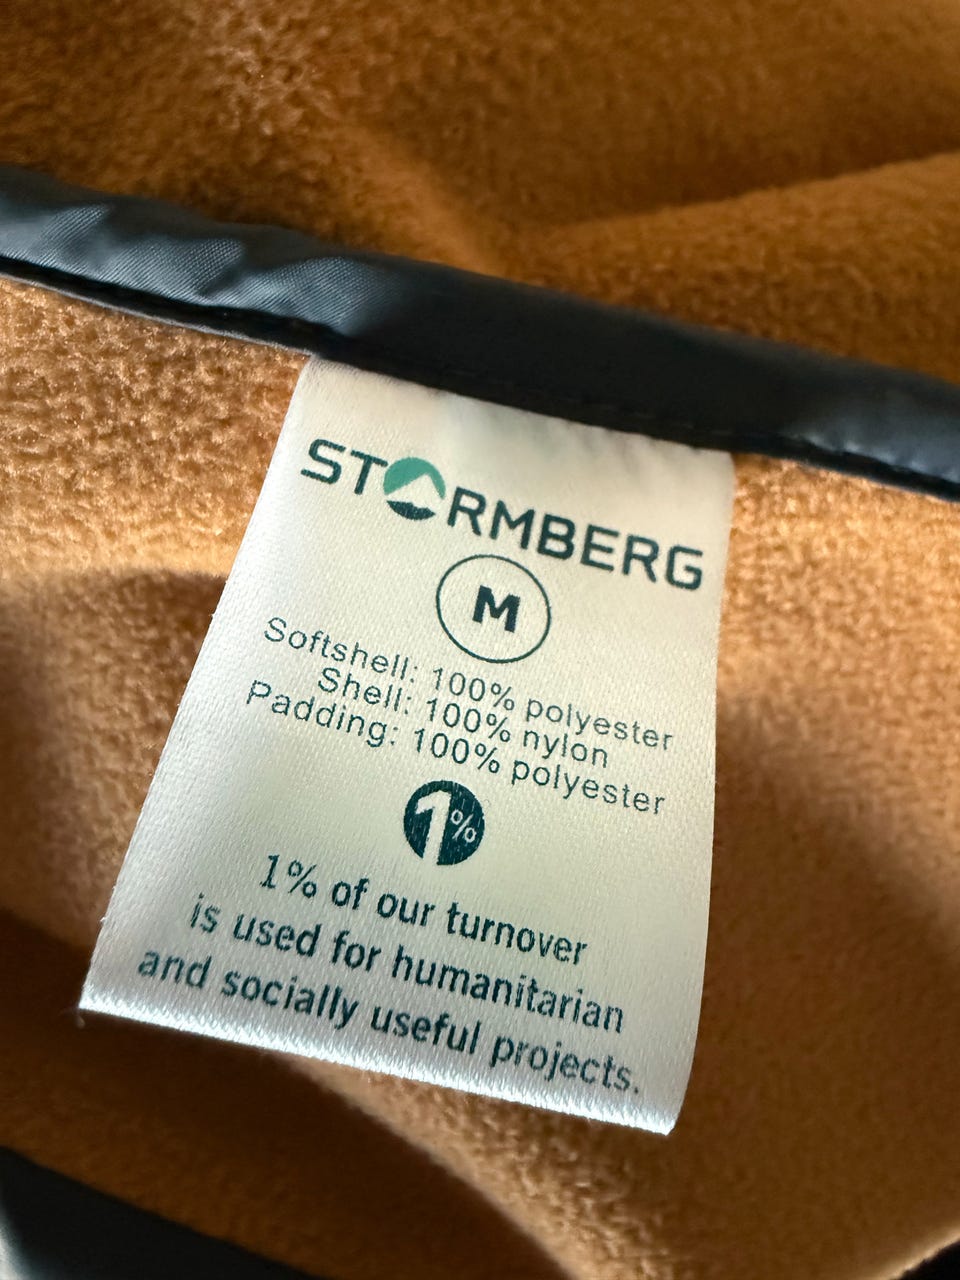 STORMBERG
M
Softshell: 100% polyester
Shell: 100% nylon
Padding: 100% polyester
1%
1% of our turnover
is used for humanitarian
and socially useful projects.